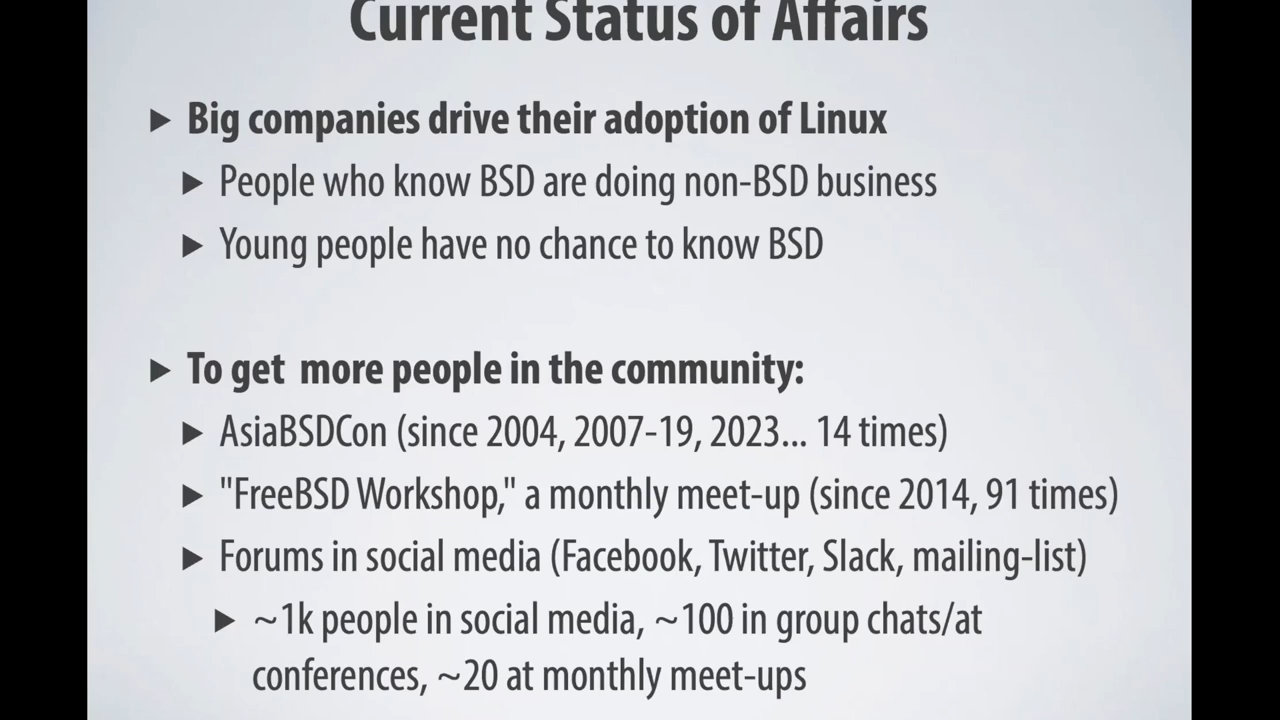 Current Status of Affairs
▶ Big companies drive their adoption of Linux
▶ People who know BSD are doing non-BSD business
▶ Young people have no chance to know BSD
▶ To get  more people in the community:
▶ AsiaBSDCon (since 2004, 2007-19, 2023... 14 times)
▶ "FreeBSD Workshop," a monthly meet-up (since 2014, 91 times)
▶ Forums in social media (Facebook, Twitter, Slack, mailing-list)
▶ ~1k people in social media, ~100 in group chats/at
conferences, ~20 at monthly meet-ups